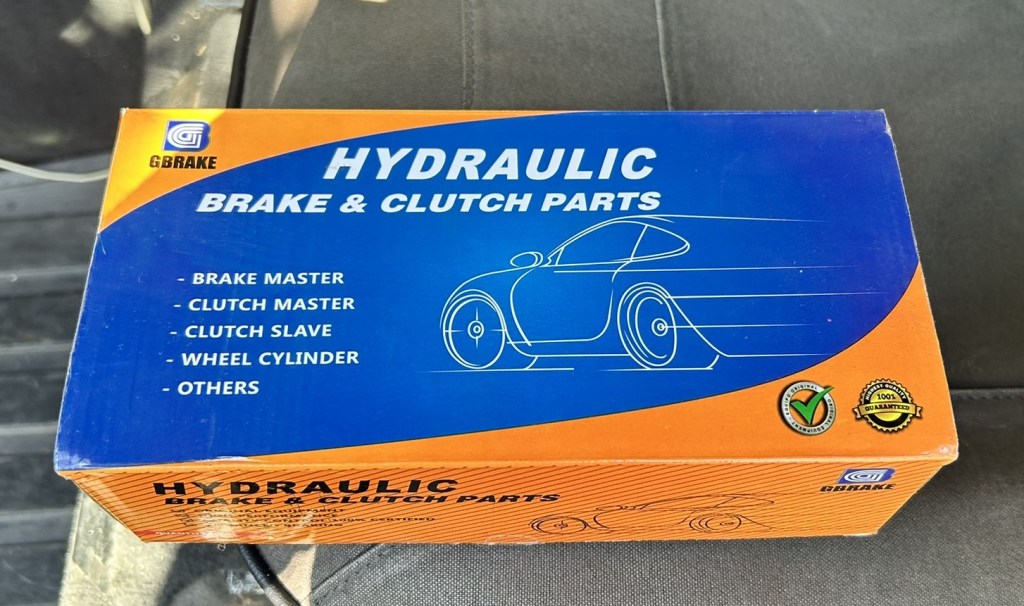 GBRAKE
HYDRAULIC
BRAKE & CLUTCH PARTS
- BRAKE MASTER
- CLUTCH MASTER
- CLUTCH SLAVE
- WHEEL CYLINDER
- OTHERS
100%
GUARANTEED
HYDRAULIC
BRAKE & CLUTCH PARTS
GBRAKE